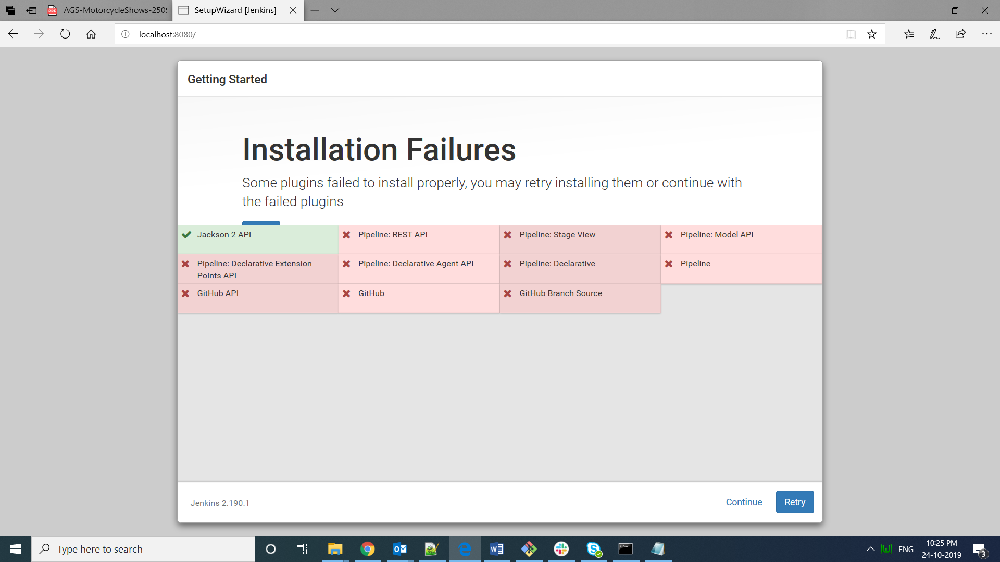 AGS-MotorcycleShows-250
SetupWizard [Jenkins]
localhost:8080/
Getting Started
Installation Failures
Some plugins failed to install properly, you may retry installing them or continue with
the failed plugins
Jackson 2 API
Pipeline: REST API
Pipeline: Stage View
Pipeline: Model API
Pipeline: Declarative Extension
Points API
Pipeline: Declarative Agent API
Pipeline: Declarative
Pipeline
GitHub API
GitHub
GitHub Branch Source
Jenkins 2.190.1
Continue
Retry
Type here to search
ENG
10:25 PM
24-10-2019
3